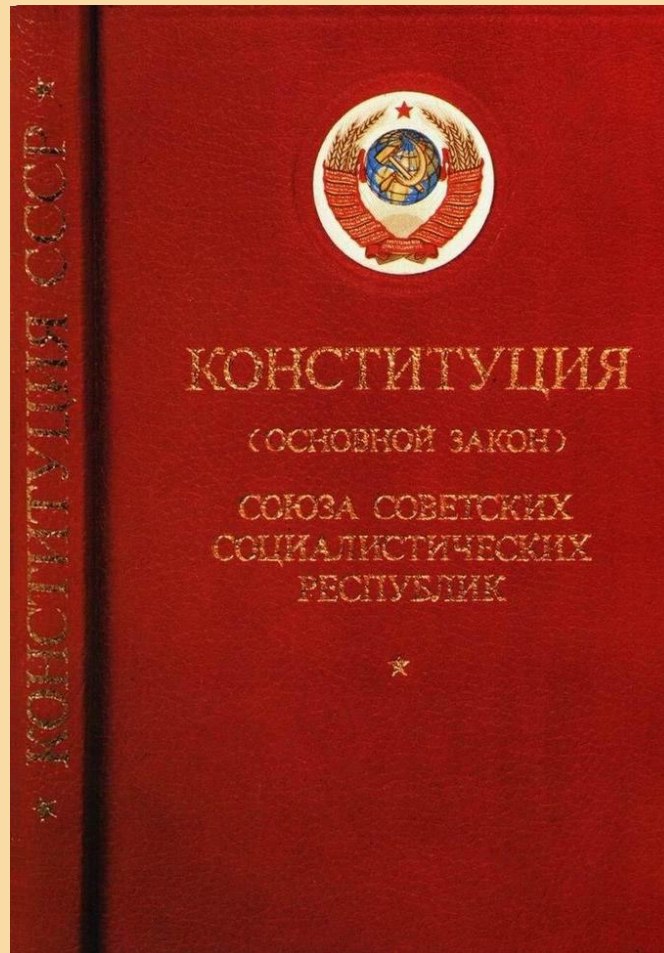 ★ КОНСТИТУЦИЯ СССР ★
КОНСТИТУЦИЯ
(ОСНОВНОЙ ЗАКОН)
СОЮЗА СОВЕТСКИХ
СОЦИАЛИСТИЧЕСКИХ
РЕСПУБЛИК